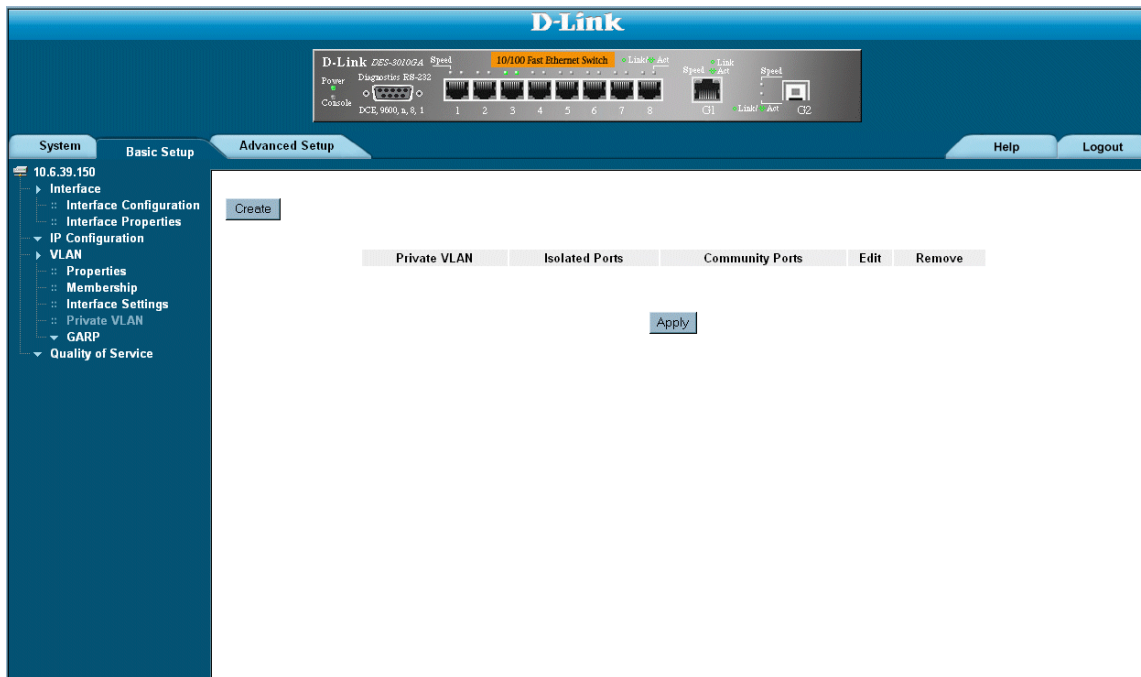 D-Link
D-Link DES-3010GA Speed 10/100 Fast Ethernet Switch Link/ Act
Power Diagnostics RS-232
Console
DCE, 9600, n, 8, 1
1 2 3 4 5 6 7 8
Link
Speed Act
G1
Speed
Link/ Act G2
System Basic Setup Advanced Setup Help Logout
10.6.39.150
Interface
Interface Configuration
Interface Properties
IP Configuration
VLAN
Properties
Membership
Interface Settings
Private VLAN
GARP
Quality of Service
Create
Private VLAN Isolated Ports Community Ports Edit Remove
Apply